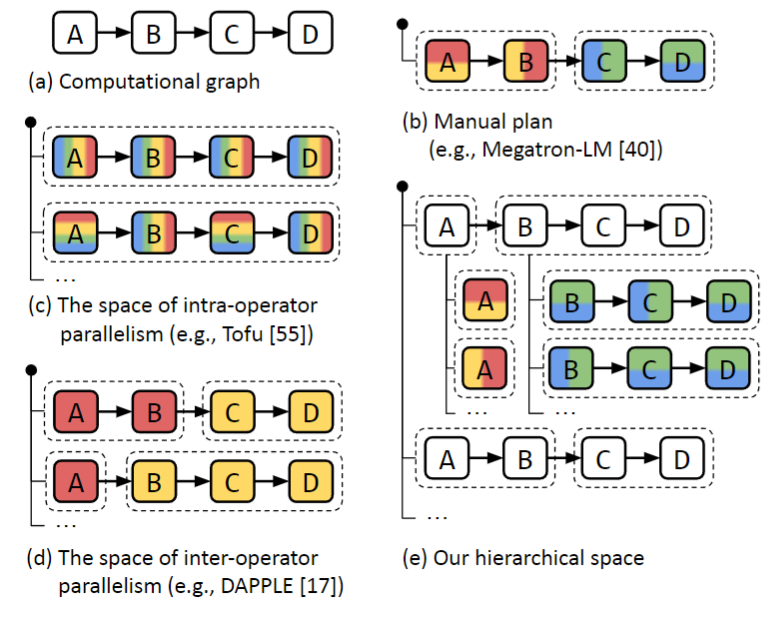 A B C D
(a) Computational graph
A B C D
(b) Manual plan
(e.g., Megatron-LM [40])
A B C D
A B C D
...
(c) The space of intra-operator
parallelism (e.g., Tofu [55])
A B C D
A B C D
...
(d) The space of inter-operator
parallelism (e.g., DAPPLE [17])
A B C D
A B C D
A B C D
... ...
A B C D
...
(e) Our hierarchical space